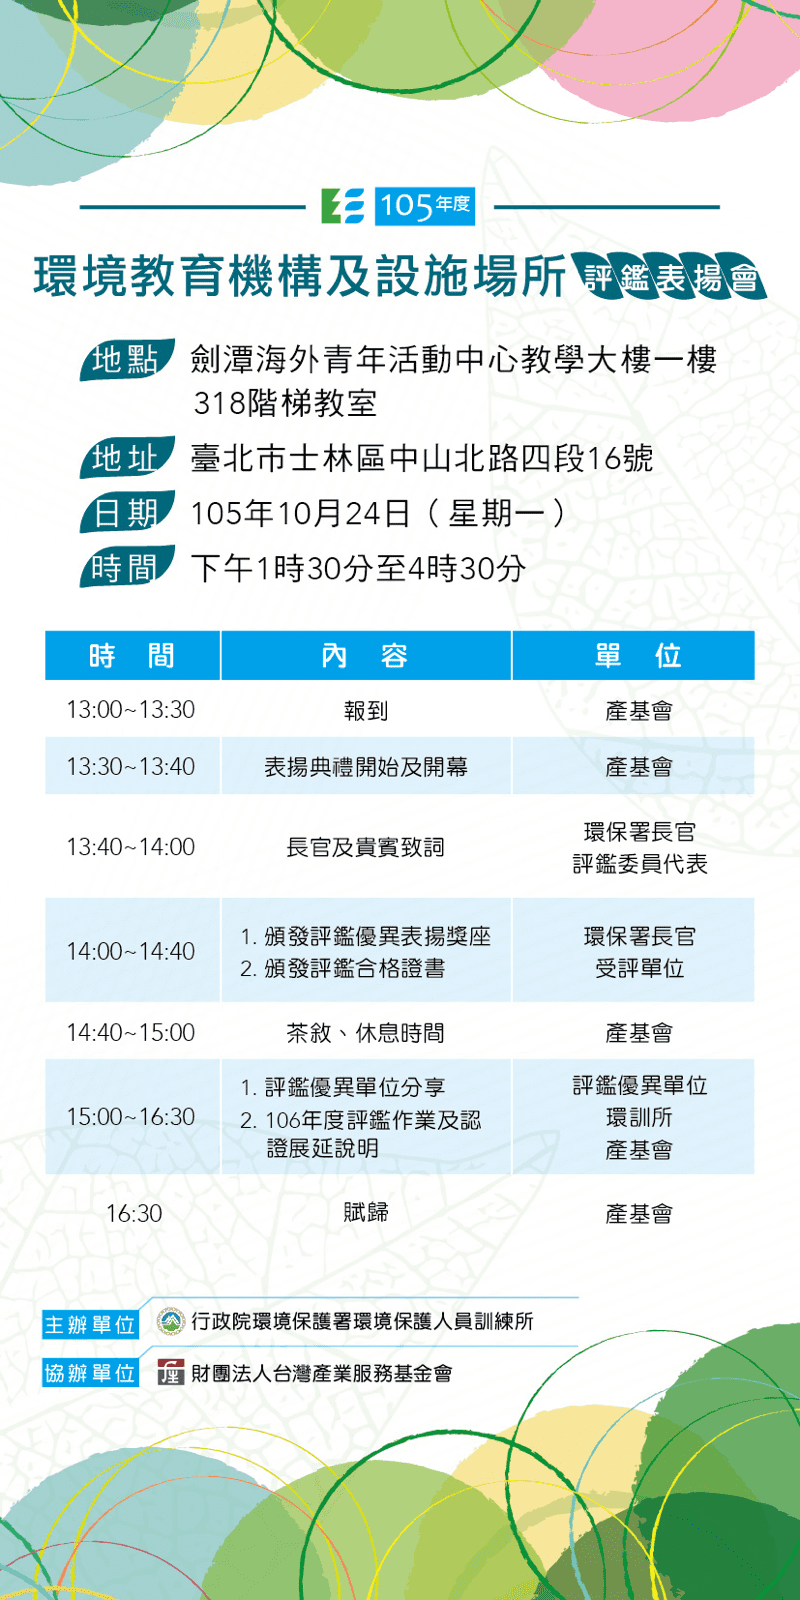 105年度
環境教育機構及設施場所 評鑑表揚會
地點 劍潭海外青年活動中心教學大樓一樓
318階梯教室
地址 臺北市士林區中山北路四段16號
日期 105年10月24日（星期一）
時間 下午1時30分至4時30分
時間 內容 單位
13:00~13:30 報到 產基會
13:30~13:40 表揚典禮開始及開幕 產基會
13:40~14:00 長官及貴賓致詞 環保署長官
評鑑委員代表
14:00~14:40 1. 頒發評鑑優異表揚獎座 環保署長官
2. 頒發評鑑合格證書 受評單位
14:40~15:00 茶敘、休息時間 產基會
15:00~16:30 1. 評鑑優異單位分享 評鑑優異單位
2. 106年度評鑑作業及認 環訓所
證展延說明 產基會
16:30 賦歸 產基會
主辦單位 行政院環境保護署環境保護人員訓練所
協辦單位 財團法人台灣產業服務基金會